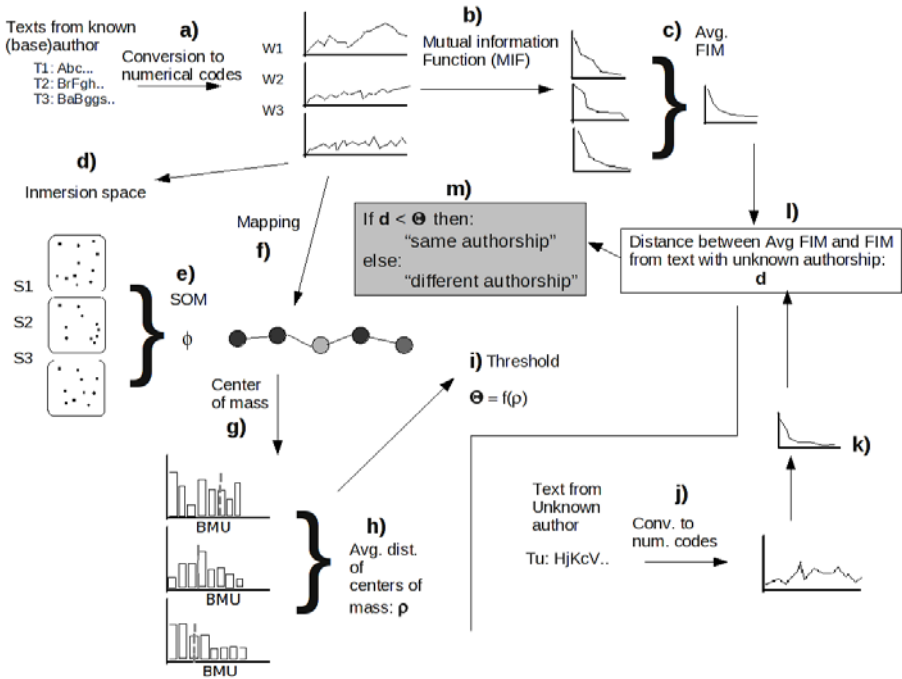 Texts from known
(base)author
T1: Abc...
T2: BrFgh..
T3: BaBggs..
a)
Conversion to
numerical codes
W1
W2
W3
b)
Mutual information
Function (MIF)
c)
Avg.
FIM
d)
Inmersion space
S1
S2
S3
e)
SOM
ϕ
Mapping
f)
m)
If d < Θ then:
"same authorship"
else:
"different authorship"
l)
Distance between Avg FIM and FIM
from text with unknown authorship:
d
Center
of mass
g)
BMU
BMU
BMU
h)
Avg. dist.
of
centers of
mass: ρ
i) Threshold
Θ = f(ρ)
Text from
Unknown
author
Tu: HjKcV..
j)
Conv. to
num. codes
k)